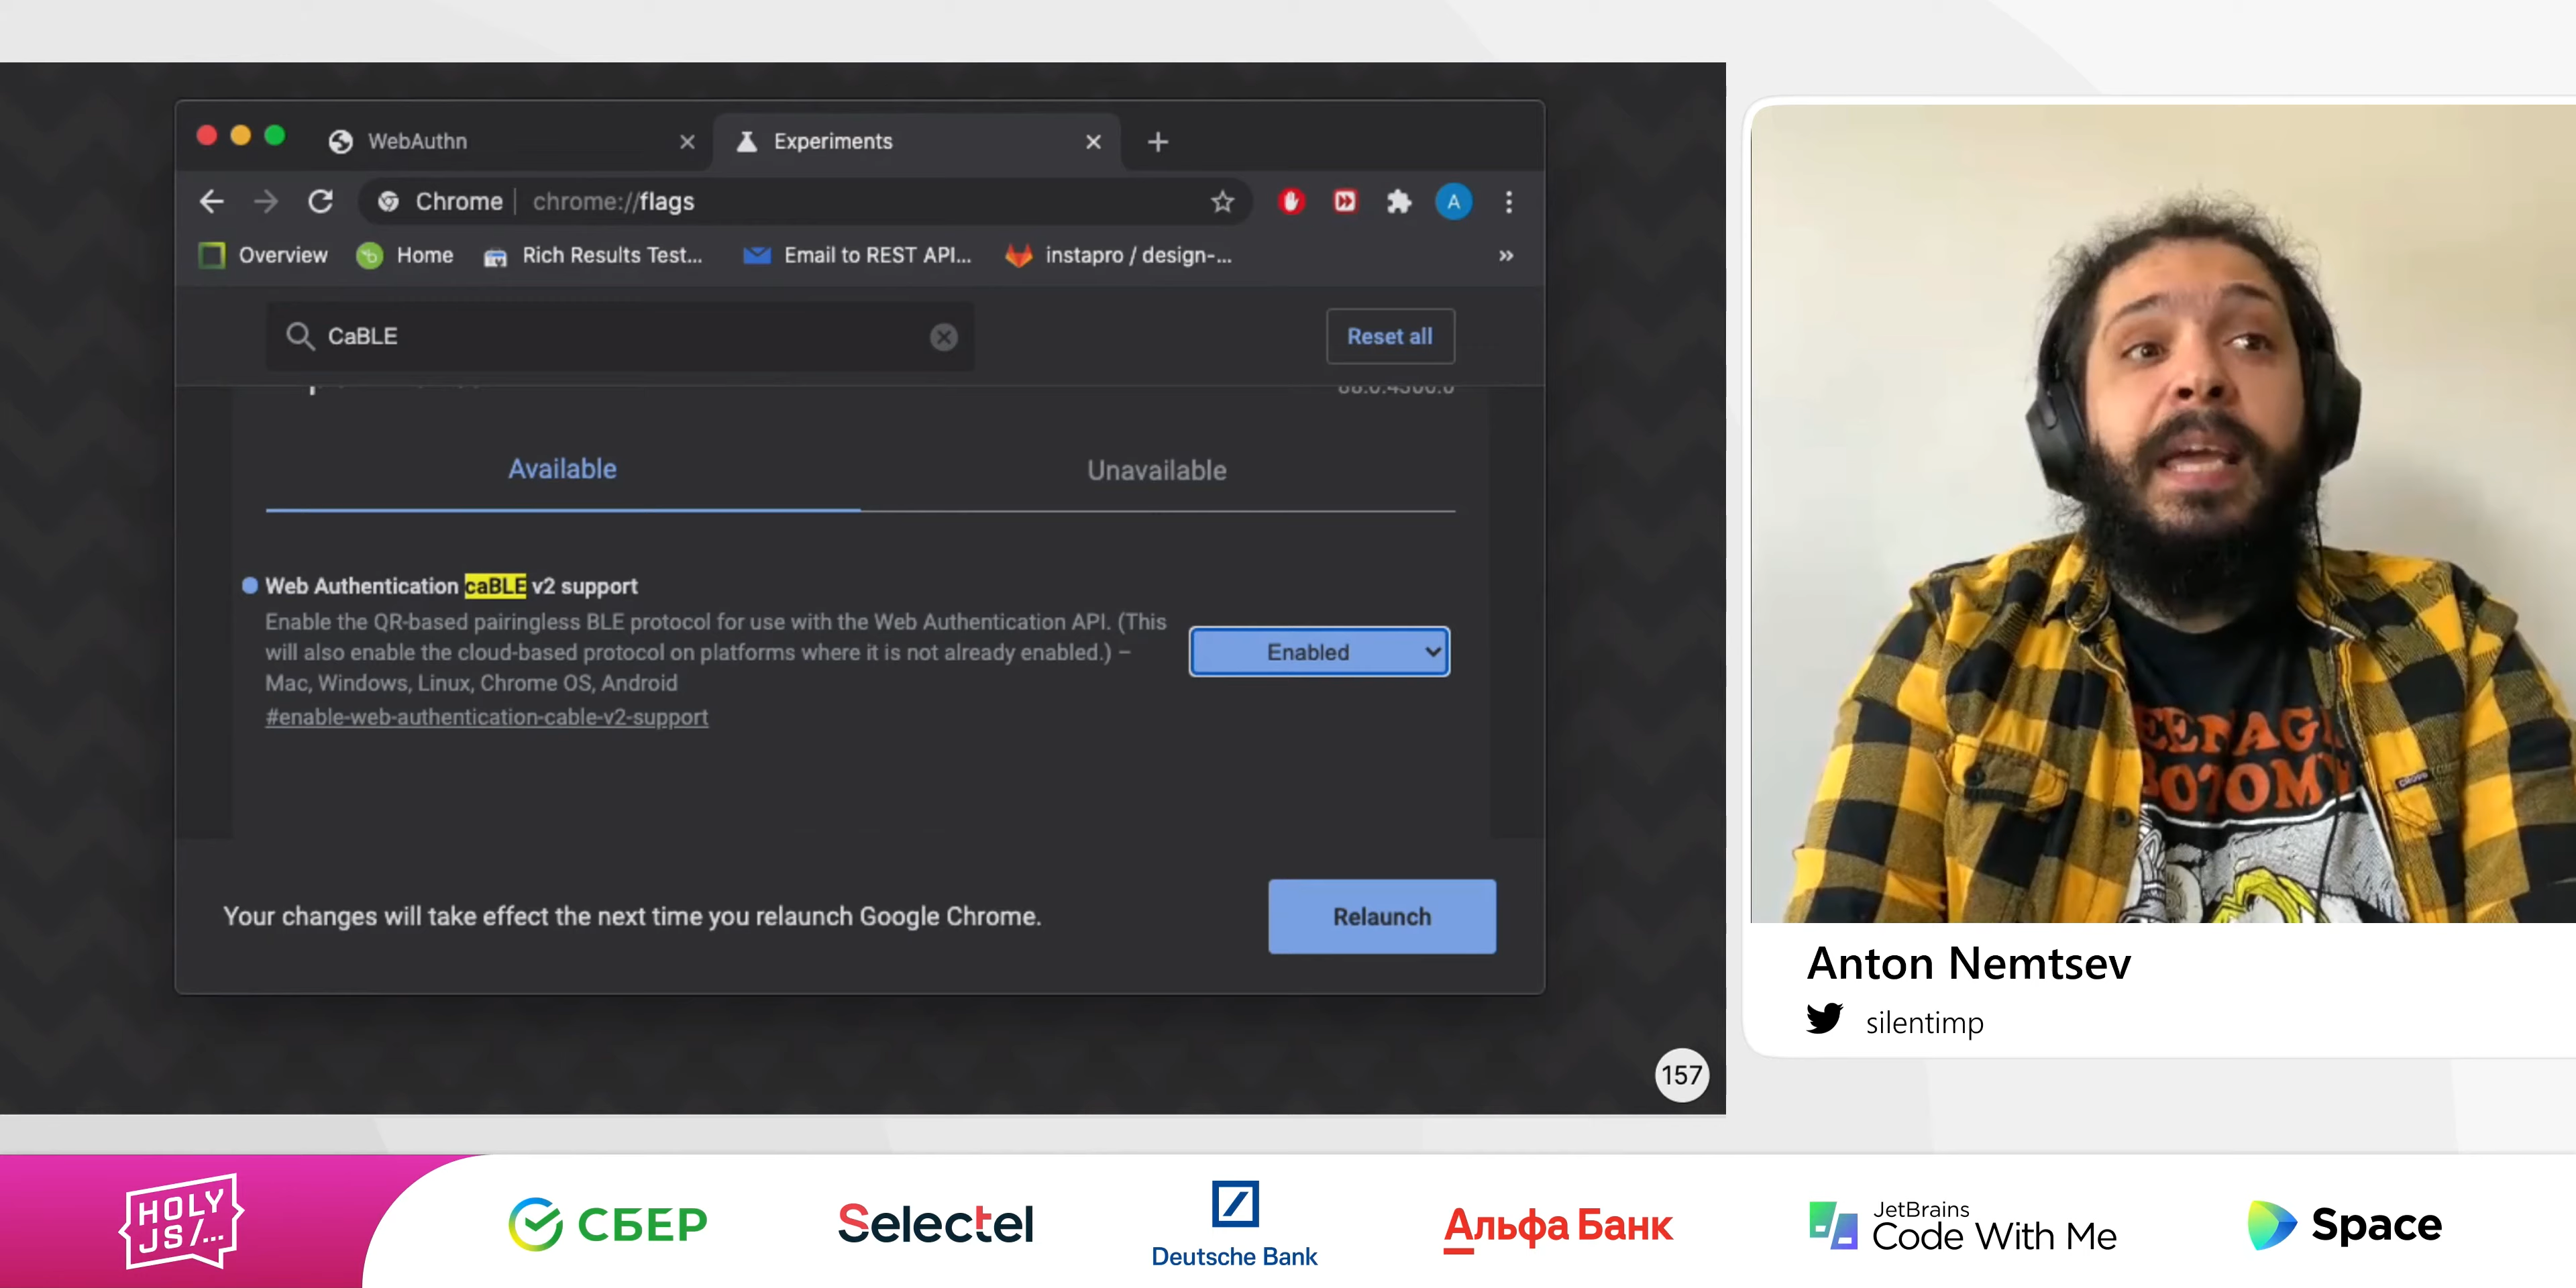 WebAuthn
Experiments
Chrome chrome://flags
A
Overview Home Rich Results Test... Email to REST API... instapro / design-... »
CaBLE
Reset all
Available
Unavailable
Web Authentication caBLE v2 support
Enable the QR-based pairingless BLE protocol for use with the Web Authentication API. (This
will also enable the cloud-based protocol on platforms where it is not already enabled.) –
Mac, Windows, Linux, Chrome OS, Android
#enable-web-authentication-cable-v2-support
Enabled
Your changes will take effect the next time you relaunch Google Chrome.
Relaunch
157
Anton Nemtsev
silentimp
HOLY
JS/...
СБЕР
Selectel
Deutsche Bank
Альфа Банк
JetBrains
Code With Me
Space